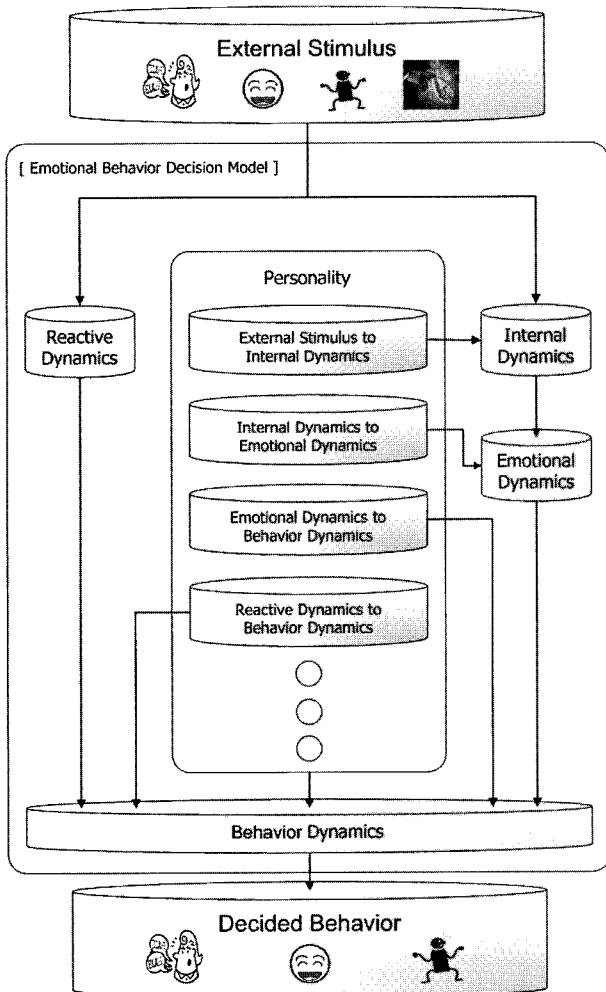 External Stimulus
[ Emotional Behavior Decision Model ]
Personality
Reactive
Dynamics
External Stimulus to
Internal Dynamics
Internal
Dynamics
Internal Dynamics to
Emotional Dynamics
Emotional
Dynamics
Emotional Dynamics to
Behavior Dynamics
Reactive Dynamics to
Behavior Dynamics
Behavior Dynamics
Decided Behavior